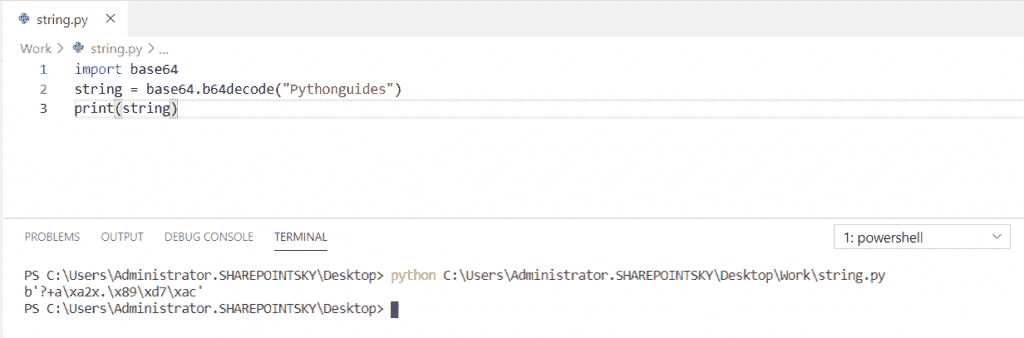 string.py
Work > string.py > ...
1 import base64
2 string = base64.b64decode("Pythonguides")
3 print(string)
PROBLEMS OUTPUT DEBUG CONSOLE TERMINAL 1: powershell
PS C:\Users\Administrator.SHAREPOINTSKY\Desktop> python C:\Users\Administrator.SHAREPOINTSKY\Desktop\Work\string.py
b'?+a\xa2x.\x89\xd7\xac'
PS C:\Users\Administrator.SHAREPOINTSKY\Desktop>